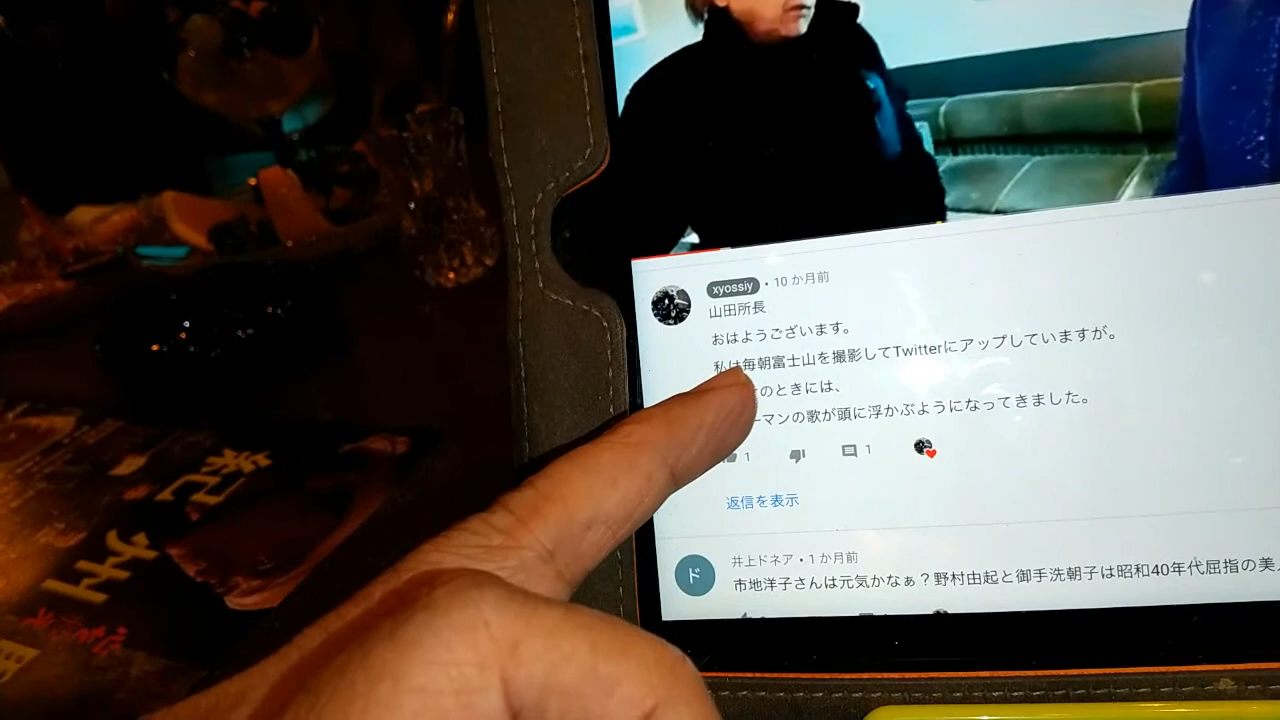 xyossiy • 10 か月前
山田所長
おはようございます。
私は毎朝富士山を撮影してTwitterにアップしていますが。
のときには、
ーマンの歌が頭に浮かぶようになってきました。
1
1
返信を表示
ド
井上ドネア • 1 か月前
市地洋子さんは元気かなぁ？野村由起と御手洗朝子は昭和40年代屈指の美
紀
州